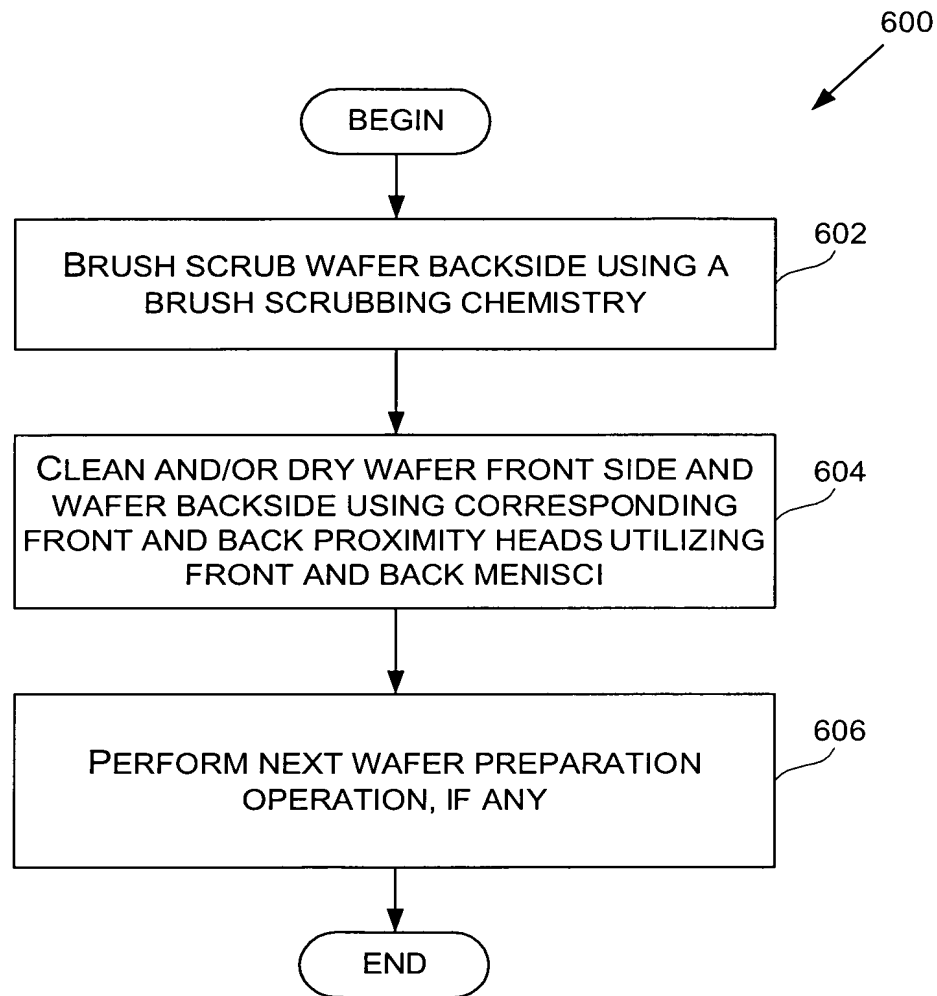 600
BEGIN
602
BRUSH SCRUB WAFER BACKSIDE USING A
BRUSH SCRUBBING CHEMISTRY
604
CLEAN AND/OR DRY WAFER FRONT SIDE AND
WAFER BACKSIDE USING CORRESPONDING
FRONT AND BACK PROXIMITY HEADS UTILIZING
FRONT AND BACK MENISCI
606
PERFORM NEXT WAFER PREPARATION
OPERATION, IF ANY
END